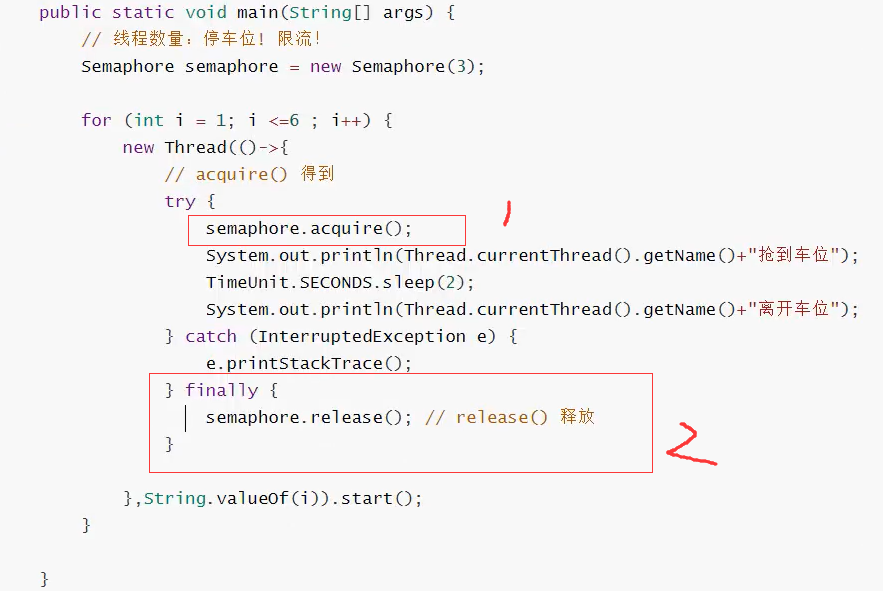 public static void main(String[] args) {
// 线程数量：停车位！限流！
Semaphore semaphore = new Semaphore(3);
for (int i = 1; i <=6 ; i++) {
new Thread(()->{
// acquire() 得到
try {
semaphore.acquire();
1
System.out.println(Thread.currentThread().getName()+"抢到车位");
TimeUnit.SECONDS.sleep(2);
System.out.println(Thread.currentThread().getName()+"离开车位");
} catch (InterruptedException e) {
e.printStackTrace();
} finally {
semaphore.release(); // release() 释放
}
2
},String.valueOf(i)).start();
}
}